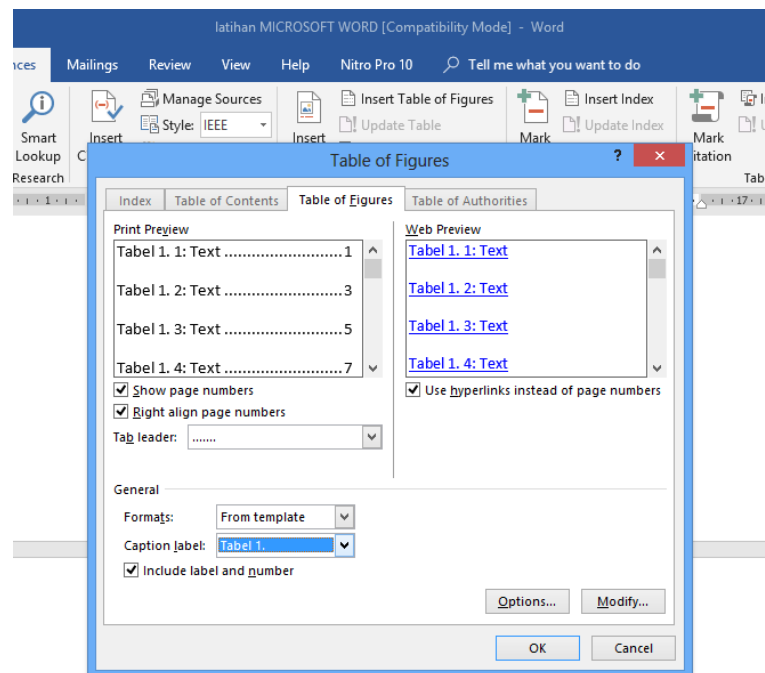 latihan MICROSOFT WORD [Compatibility Mode] - Word
nces Mailings Review View Help Nitro Pro 10 Tell me what you want to do
Smart Lookup
Research
Insert
Manage Sources
Style: IEEE
Insert
Insert Table of Figures
Update Table
Mark
Insert Index
Update Index
Mark
itation
Tab
1
17
Table of Figures ? ×
Index Table of Contents Table of Figures Table of Authorities
Print Preview
Tabel 1. 1: Text ..........................1
Tabel 1. 2: Text ..........................3
Tabel 1. 3: Text ..........................5
Tabel 1. 4: Text ..........................7
Web Preview
Tabel 1. 1: Text
Tabel 1. 2: Text
Tabel 1. 3: Text
Tabel 1. 4: Text
Show page numbers
Right align page numbers
Tab leader: .......
Use hyperlinks instead of page numbers
General
Formats: From template
Caption label: Tabel 1.
Include label and number
Options... Modify...
OK Cancel